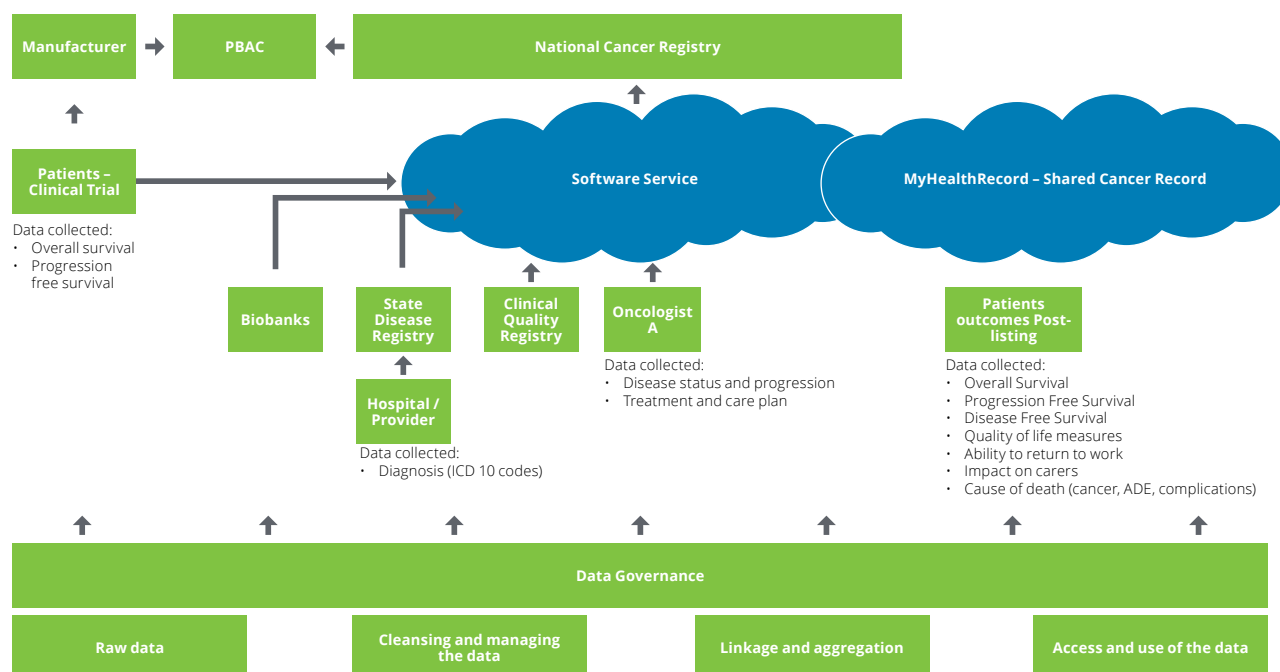 Manufacturer
PBAC
National Cancer Registry
Patients –
Clinical Trial
Software Service
MyHealthRecord – Shared Cancer Record
Data collected:
• Overall survival
• Progression
free survival
Biobanks
State
Disease
Registry
Clinical
Quality
Registry
Oncologist
A
Patients
outcomes Post-
listing
Hospital /
Provider
Data collected:
• Diagnosis (ICD 10 codes)
Data collected:
• Disease status and progression
• Treatment and care plan
Data collected:
• Overall Survival
• Progression Free Survival
• Disease Free Survival
• Quality of life measures
• Ability to return to work
• Impact on carers
• Cause of death (cancer, ADE, complications)
Data Governance
Raw data
Cleansing and managing
the data
Linkage and aggregation
Access and use of the data